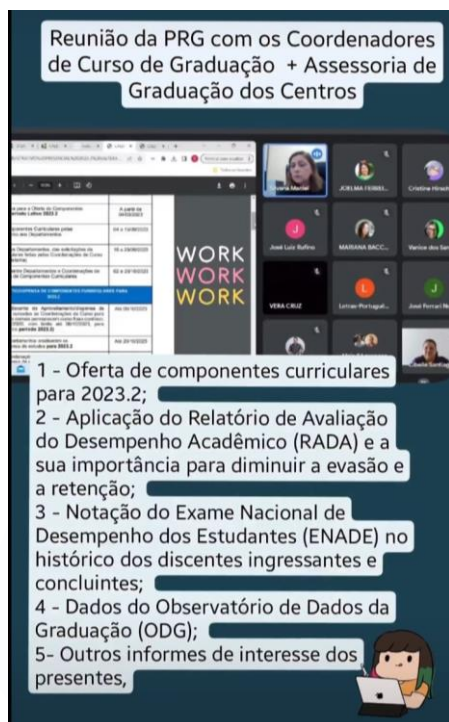 Reunião da PRG com os Coordenadores
de Curso de Graduação + Assessoria de
Graduação dos Centros
WORK
WORK
WORK
JOELMA FERREI...
Cristina Hirsch
José Luiz Rufino
MARIANA BACC...
Vanice dos San
VERA CRUZ
Letras-Portugu...
José Ferrari N
1 - Oferta de componentes curriculares
para 2023.2;
2 - Aplicação do Relatório de Avaliação
do Desempenho Acadêmico (RADA) e a
sua importância para diminuir a evasão e
a retenção;
3 - Notação do Exame Nacional de
Desempenho dos Estudantes (ENADE) no
histórico dos discentes ingressantes e
concluintes;
4 - Dados do Observatório de Dados da
Graduação (ODG);
5- Outros informes de interesse dos
presentes,